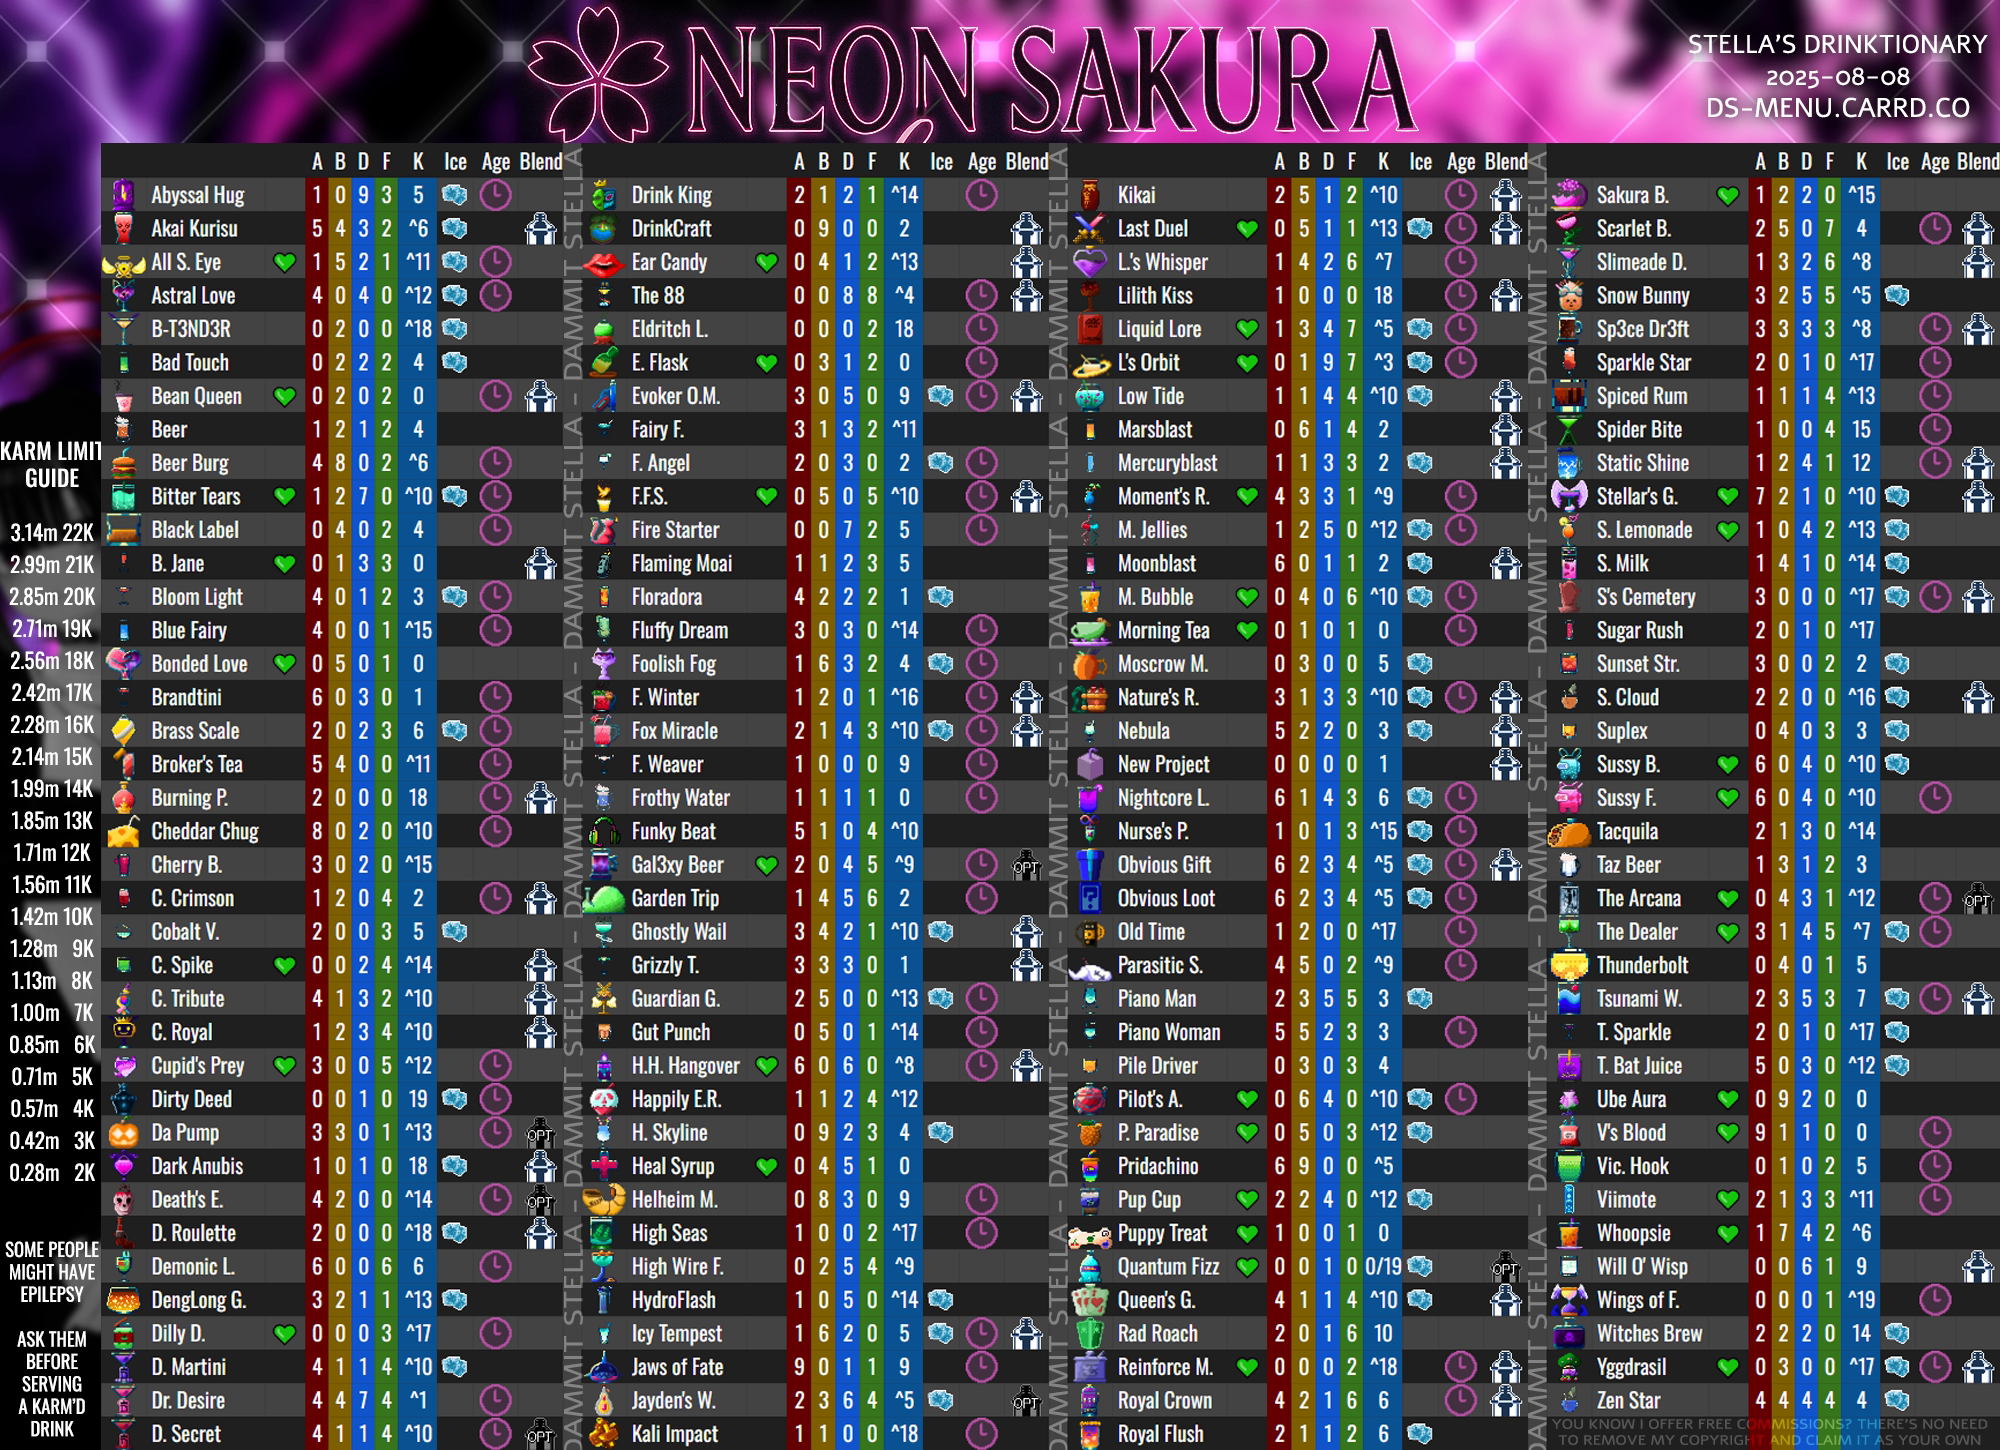 NEON SAKURA
STELLA'S DRINKTIONARY
2025-08-08
DS-MENU.CARRD.CO
KARM LIMIT
GUIDE
3.14m 22K
2.99m 21K
2.85m 20K
2.71m 19K
2.56m 18K
2.42m 17K
2.28m 16K
2.14m 15K
1.99m 14K
1.85m 13K
1.71m 12K
1.56m 11K
1.42m 10K
1.28m 9K
1.13m 8K
1.00m 7K
0.85m 6K
0.71m 5K
0.57m 4K
0.42m 3K
0.28m 2K
SOME PEOPLE
MIGHT HAVE
EPILEPSY
ASK THEM
BEFORE
SERVING
A KARM'D
DRINK
A B D F K Ice Age Blend
Abyssal Hug 1 0 9 3 5
Akai Kurisu 5 4 3 2 ^6
All S. Eye 1 5 2 1 ^11
Astral Love 4 0 4 0 ^12
B-T3ND3R 0 2 0 0 ^18
Bad Touch 0 2 2 2 4
Bean Queen 0 2 0 2 0
Beer 1 2 1 2 4
Beer Burg 4 8 0 2 ^6
Bitter Tears 1 2 7 0 ^10
Black Label 0 4 0 2 4
B. Jane 0 1 3 3 0
Bloom Light 4 0 1 2 3
Blue Fairy 4 0 0 1 ^15
Bonded Love 0 5 0 1 0
Brandtini 6 0 3 0 1
Brass Scale 2 0 2 3 6
Broker's Tea 5 4 0 0 ^11
Burning P. 2 0 0 0 18
Cheddar Chug 8 0 2 0 ^10
Cherry B. 3 0 2 0 ^15
C. Crimson 1 2 0 4 2
Cobalt V. 2 0 0 3 5
C. Spike 0 0 2 4 ^14
C. Tribute 4 1 3 2 ^10
C. Royal 1 2 3 4 ^10
Cupid's Prey 3 0 0 5 ^12
Dirty Deed 0 0 1 0 19
Da Pump 3 3 0 1 ^13 OPT
Dark Anubis 1 0 1 0 18
Death's E. 4 2 0 0 ^14 OPT
D. Roulette 2 0 0 0 ^18
Demonic L. 6 0 0 6 6
DengLong G. 3 2 1 1 ^13
Dilly D. 0 0 0 3 ^17
D. Martini 4 1 1 4 ^10
Dr. Desire 4 4 7 4 ^1
D. Secret 4 1 1 4 ^10 OPT
DAMMIT STELLA - DAMMIT STELLA - DAMMIT STELLA - DAMMIT STELLA
A B D F K Ice Age Blend
Drink King 2 1 2 1 ^14
DrinkCraft 0 9 0 0 2
Ear Candy 0 4 1 2 ^13
The 88 0 0 8 8 ^4
Eldritch L. 0 0 0 2 18
E. Flask 0 3 1 2 0
Evoker O.M. 3 0 5 0 9
Fairy F. 3 1 3 2 ^11
F. Angel 2 0 3 0 2
F.F.S. 0 5 0 5 ^10
Fire Starter 0 0 7 2 5
Flaming Moai 1 1 2 3 5
Floradora 4 2 2 2 1
Fluffy Dream 3 0 3 0 ^14
Foolish Fog 1 6 3 2 4
F. Winter 1 2 0 1 ^16
Fox Miracle 2 1 4 3 ^10
F. Weaver 1 0 0 0 9
Frothy Water 1 1 1 1 0
Funky Beat 5 1 0 4 ^10
Gal3xy Beer 2 0 4 5 ^9 OPT
Garden Trip 1 4 5 6 2
Ghostly Wail 3 4 2 1 ^10
Grizzly T. 3 3 3 0 1
Guardian G. 2 5 0 0 ^13
Gut Punch 0 5 0 1 ^14
H.H. Hangover 6 0 6 0 ^8
Happily E.R. 1 1 2 4 ^12
H. Skyline 0 9 2 3 4
Heal Syrup 0 4 5 1 0
Helheim M. 0 8 3 0 9
High Seas 1 0 0 2 ^17
High Wire F. 0 2 5 4 ^9
HydroFlash 1 0 5 0 ^14
Icy Tempest 1 6 2 0 5
Jaws of Fate 9 0 1 1 9
Jayden's W. 2 3 6 4 ^5 OPT
Kali Impact 1 1 0 0 ^18
DAMMIT STELLA - DAMMIT STELLA - DAMMIT STELLA - DAMMIT STELLA
A B D F K Ice Age Blend
Kikai 2 5 1 2 ^10
Last Duel 0 5 1 1 ^13
L.'s Whisper 1 4 2 6 ^7
Lilith Kiss 1 0 0 0 18
Liquid Lore 1 3 4 7 ^5
L's Orbit 0 1 9 7 ^3
Low Tide 1 1 4 4 ^10
Marsblast 0 6 1 4 2
Mercuryblast 1 1 3 3 2
Moment's R. 4 3 3 1 ^9
M. Jellies 1 2 5 0 ^12
Moonblast 6 0 1 1 2
M. Bubble 0 4 0 6 ^10
Morning Tea 0 1 0 1 0
Moscrow M. 0 3 0 0 5
Nature's R. 3 1 3 3 ^10
Nebula 5 2 2 0 3
New Project 0 0 0 0 1
Nightcore L. 6 1 4 3 6
Nurse's P. 1 0 1 3 ^15
Obvious Gift 6 2 3 4 ^5
Obvious Loot 6 2 3 4 ^5
Old Time 1 2 0 0 ^17
Parasitic S. 4 5 0 2 ^9
Piano Man 2 3 5 5 3
Piano Woman 5 5 2 3 3
Pile Driver 0 3 0 3 4
Pilot's A. 0 6 4 0 ^10
P. Paradise 0 5 0 3 ^12
Pridachino 6 9 0 0 ^5
Pup Cup 2 2 4 0 ^12
Puppy Treat 1 0 0 1 0
Quantum Fizz 0 0 1 0 0/19 OPT
Queen's G. 4 1 1 4 ^10
Rad Roach 2 0 1 6 10
Reinforce M. 0 0 0 2 ^18
Royal Crown 4 2 1 6 6
Royal Flush 2 1 1 2 6
DAMMIT STELLA - DAMMIT STELLA - DAMMIT STELLA - DAMMIT STELLA
A B D F K Ice Age Blend
Sakura B. 1 2 2 0 ^15
Scarlet B. 2 5 0 7 4
Slimeade D. 1 3 2 6 ^8
Snow Bunny 3 2 5 5 ^5
Sp3ce Dr3ft 3 3 3 3 ^8
Sparkle Star 2 0 1 0 ^17
Spiced Rum 1 1 1 4 ^13
Spider Bite 1 0 0 4 15
Static Shine 1 2 4 1 12
Stellar's G. 7 2 1 0 ^10
S. Lemonade 1 0 4 2 ^13
S. Milk 1 4 1 0 ^14
S's Cemetery 3 0 0 0 ^17
Sugar Rush 2 0 1 0 ^17
Sunset Str. 3 0 0 2 2
S. Cloud 2 2 0 0 ^16
Suplex 0 4 0 3 3
Sussy B. 6 0 4 0 ^10
Sussy F. 6 0 4 0 ^10
Tacquila 2 1 3 0 ^14
Taz Beer 1 3 1 2 3
The Arcana 0 4 3 1 ^12 OPT
The Dealer 3 1 4 5 ^7
Thunderbolt 0 4 0 1 5
Tsunami W. 2 3 5 3 7
T. Sparkle 2 0 1 0 ^17
T. Bat Juice 5 0 3 0 ^12
Ube Aura 0 9 2 0 0
V's Blood 9 1 1 0 0
Vic. Hook 0 1 0 2 5
Viimote 2 1 3 3 ^11
Whoopsie 1 7 4 2 ^6
Will O' Wisp 0 0 6 1 9
Wings of F. 0 0 0 1 ^19
Witches Brew 2 2 2 0 14
Yggdrasil 0 3 0 0 ^17
Zen Star 4 4 4 4 4
YOU KNOW I OFFER FREE COMMISSIONS? THERE'S NO NEED
TO REMOVE MY COPYRIGHT AND CLAIM IT AS YOUR OWN